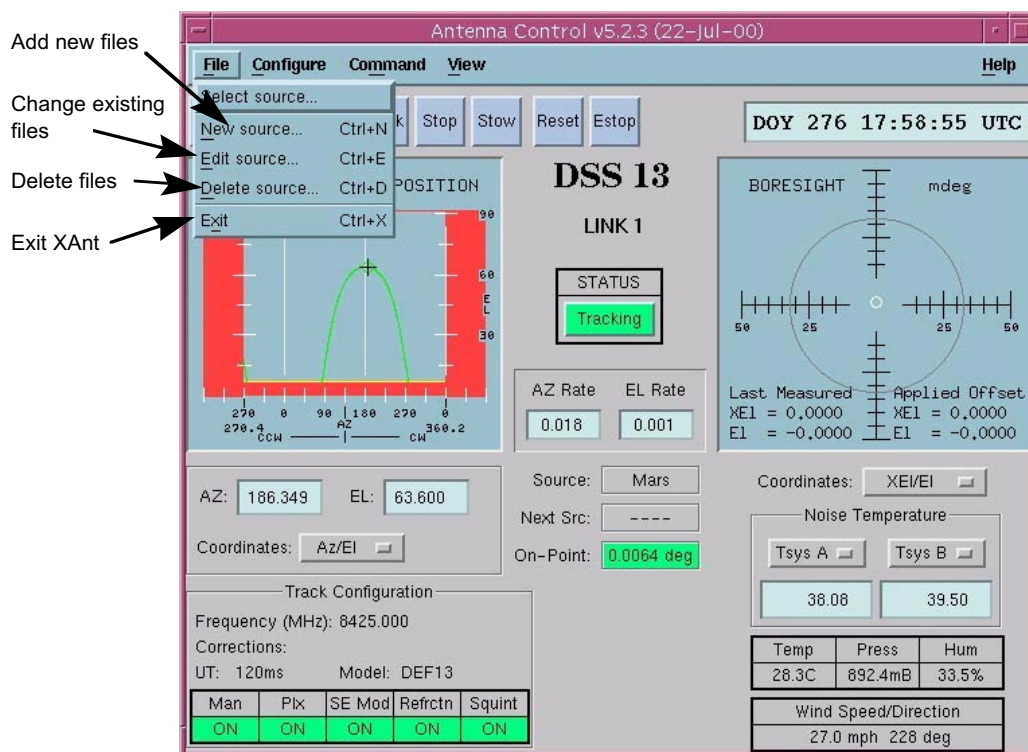 Add new files
Change existing
files
Delete files
Exit XAnt
Antenna Control v5.2.3 (22-Jul-00)
File Configure Command View Help
Select source...
New source... Ctrl+N
Edit source... Ctrl+E
Delete source... Ctrl+D
Exit Ctrl+X
Stop Stow Reset Estop
DOY 276 17:58:55 UTC
POSITION
90
60
EL
30
270 0 90 180 270 0
270.4 AZ 360.2
CCW CW
DSS 13
LINK 1
STATUS
Tracking
AZ Rate EL Rate
0.018 0.001
BORESIGHT mdeg
50 25 25 50
Last Measured Applied Offset
XEl = 0.0000 XEl = 0.0000
El = -0.0000 El = -0.0000
AZ: 186.349 EL: 63.600
Coordinates: Az/El
Source: Mars
Next Src: ----
On-Point: 0.0064 deg
Coordinates: XEl/El
Noise Temperature
Tsys A Tsys B
38.08 39.50
Track Configuration
Frequency (MHz): 8425.000
Corrections:
UT: 120ms Model: DEF13
Man Plx SE Mod Refrctn Squint
ON ON ON ON ON
Temp Press Hum
28.3C 892.4mB 33.5%
Wind Speed/Direction
27.0 mph 228 deg